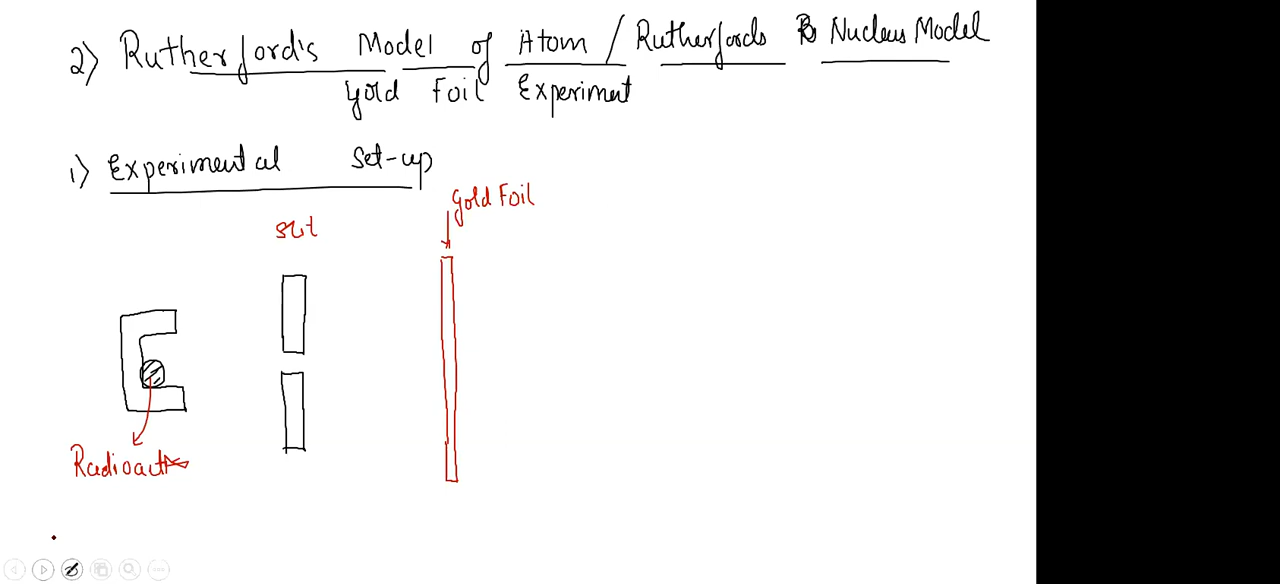 2) Rutherford's Model of Atom / Rutherfords Nucleus Model
Gold Foil Experiment
1) Experimental Set-up
Gold Foil
Slit
Radioact